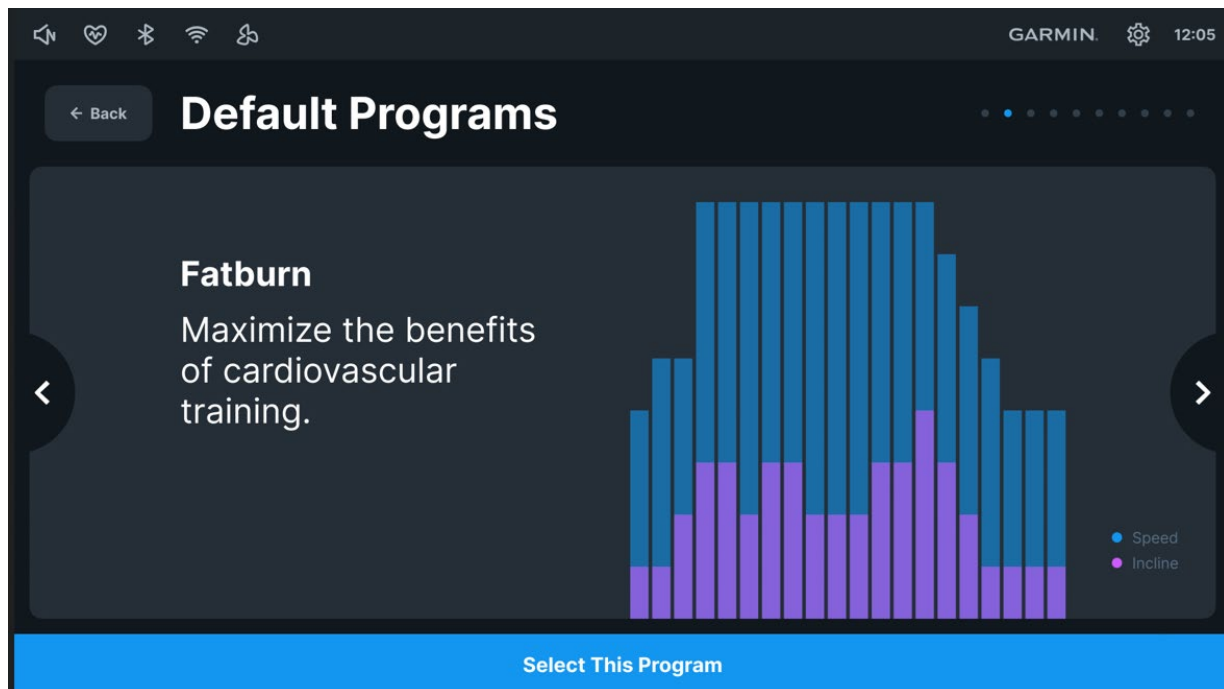 GARMIN.
12:05
← Back
Default Programs
Fatburn
Maximize the benefits
of cardiovascular
training.
Speed
Incline
Select This Program